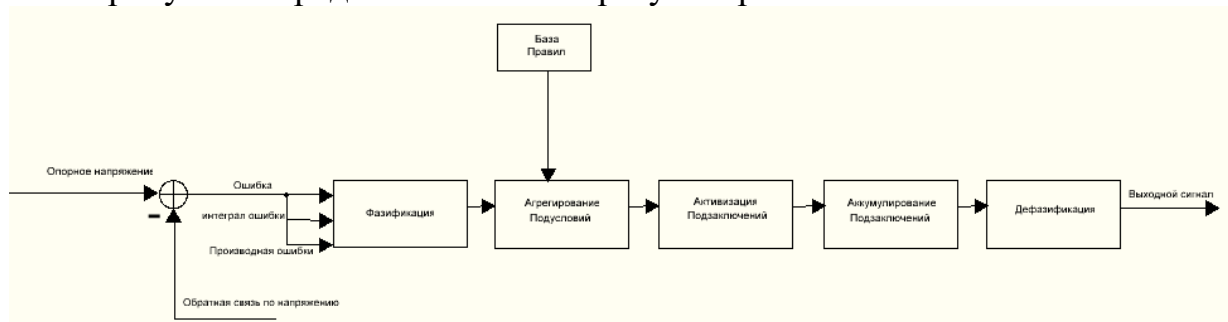 База
Правил
Опорное напряжение
Ошибка
интеграл ошибки
Производная ошибки
Обратная связь по напряжению
Фазификация
Агрегирование
Подусловий
Активизация
Подзаключений
Аккумулирование
Подзаключений
Дефазификация
Выходной сигнал